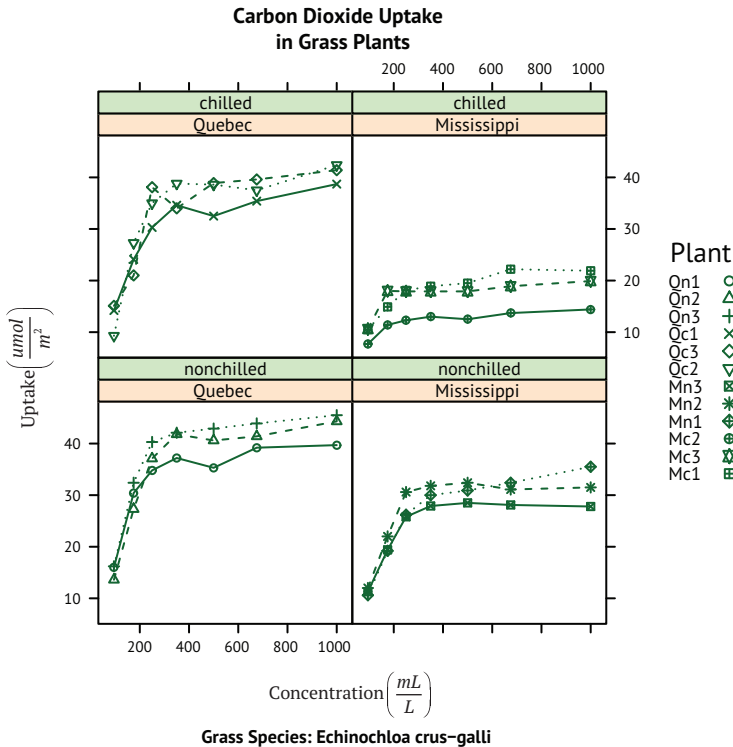 Carbon Dioxide Uptake
in Grass Plants
200 400 600 800 1000
chilled chilled
Quebec Mississippi
40
30
20
10
nonchilled nonchilled
Quebec Mississippi
40
30
20
10
200 400 600 800 1000
Uptake(umol/m²)
Concentration(mL/L)
Grass Species: Echinochloa crus−galli
Plant
Qn1
Qn2
Qn3
Qc1
Qc3
Qc2
Mn3
Mn2
Mn1
Mc2
Mc3
Mc1